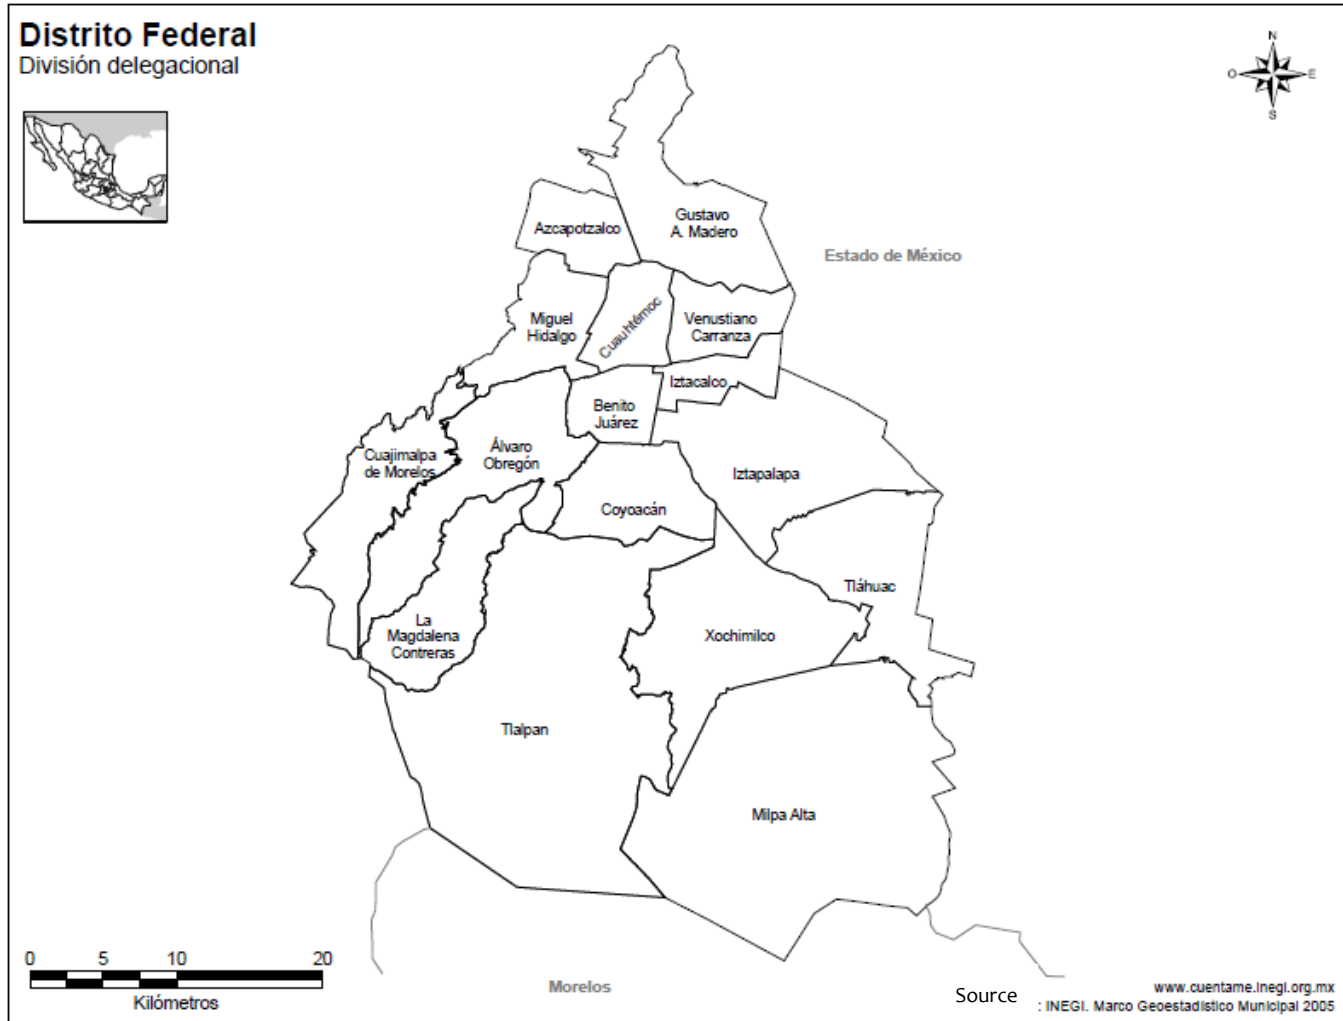 Distrito Federal
División delegacional
N
O
E
S
Gustavo
A. Madero
Azcapotzalco
Estado de México
Miguel
Hidalgo
Cuauhtémoc
Venustiano
Carranza
Iztacalco
Benito
Juárez
Cuajimalpa
de Morelos
Álvaro
Obregón
Iztapalapa
Coyoacán
Tláhuac
La
Magdalena
Contreras
Xochimilco
Tlalpan
Milpa Alta
0 5 10 20
Kilómetros
Morelos
Source
www.cuentame.inegi.org.mx
: INEGI. Marco Geoestadístico Municipal 2005